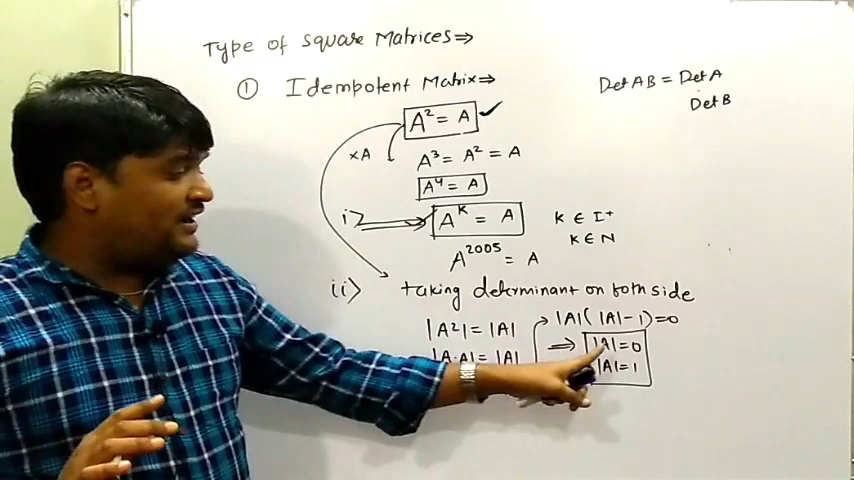 Type of square Matrices ⇒
① Idempotent Matrix ⇒
Det AB = Det A
. Det B
A² = A ✓
×A
A³ = A² = A
A⁴ = A
i> Aᴷ = A
K ∈ I⁺
K ∈ N
A²⁰⁰⁵ = A
ii> taking determinant on both side
|A²| = |A|
|A·A| = |A|
|A|( |A|-1)=0
⇒ |A|=0
|A|=1